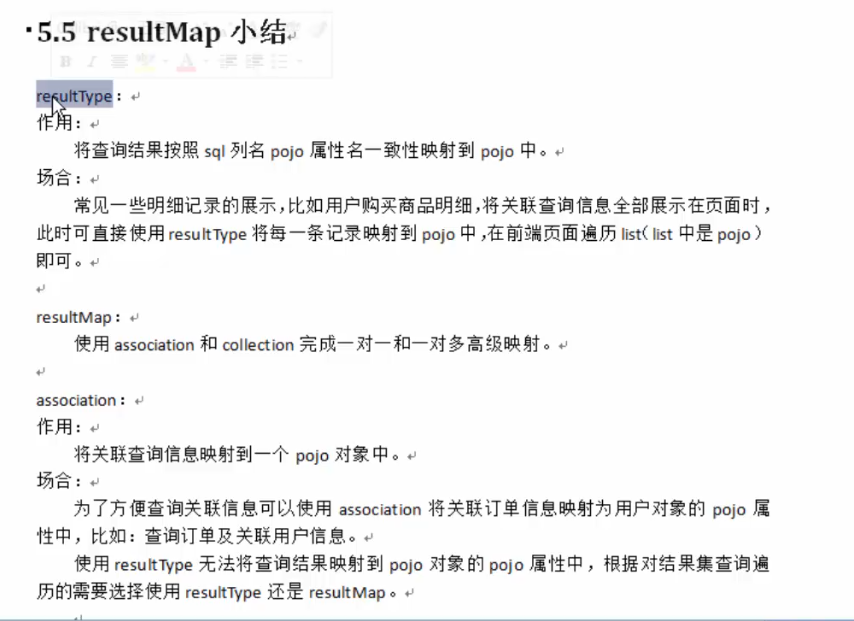 5.5 resultMap 小结
resultType：
作用：
将查询结果按照 sql 列名 pojo 属性名一致性映射到 pojo 中。
场合：
常见一些明细记录的展示，比如用户购买商品明细，将关联查询信息全部展示在页面时，
此时可直接使用 resultType 将每一条记录映射到 pojo 中，在前端页面遍历 list（list 中是 pojo）
即可。
resultMap：
使用 association 和 collection 完成一对一和一对多高级映射。
association：
作用：
将关联查询信息映射到一个 pojo 对象中。
场合：
为了方便查询关联信息可以使用 association 将关联订单信息映射为用户对象的 pojo 属
性中，比如：查询订单及关联用户信息。
使用 resultType 无法将查询结果映射到 pojo 对象的 pojo 属性中，根据对结果集查询遍
历的需要选择使用 resultType 还是 resultMap。